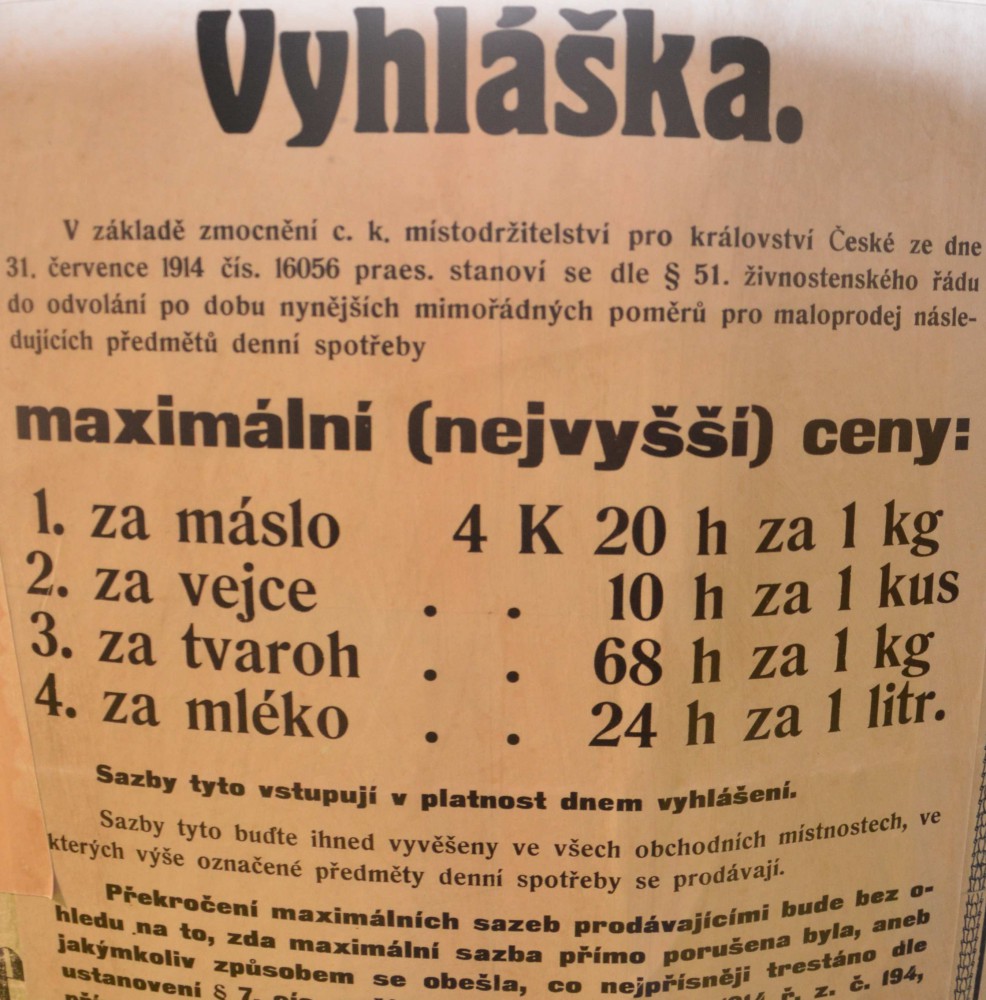 Vyhláška.
V základě zmocnění c. k. místodržitelství pro království České ze dne
31. července 1914 čís. 16056 praes. stanoví se dle § 51. živnostenského řádu
do odvolání po dobu nynějších mimořádných poměrů pro maloprodej násle-
dujících předmětů denní spotřeby
maximální (nejvyšší) ceny:
1. za máslo 4 K 20 h za 1 kg
2. za vejce . . 10 h za 1 kus
3. za tvaroh . . 68 h za 1 kg
4. za mléko . . 24 h za 1 litr.
Sazby tyto vstupují v platnost dnem vyhlášení.
Sazby tyto buďte ihned vyvěšeny ve všech obchodních místnostech, ve
kterých výše označené předměty denní spotřeby se prodávají.
Překročení maximálních sazeb prodávajícími bude bez o-
hledu na to, zda maximální sazba přímo porušena byla, aneb
jakýmkoliv způsobem se obešla, co nejpřísněji trestáno dle
ustanovení § 7. z. č. 194,